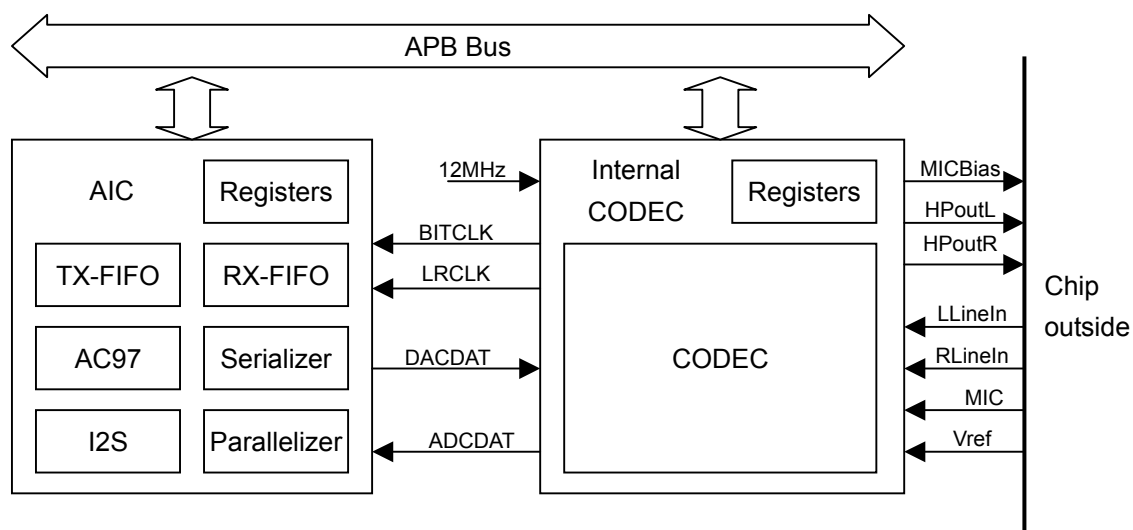 APB Bus
AIC
Registers
TX-FIFO
RX-FIFO
AC97
Serializer
I2S
Parallelizer
12MHz
BITCLK
LRCLK
DACDAT
ADCDAT
Internal
CODEC
Registers
CODEC
MICBias
HPoutL
HPoutR
LLineIn
RLineIn
MIC
Vref
Chip
outside